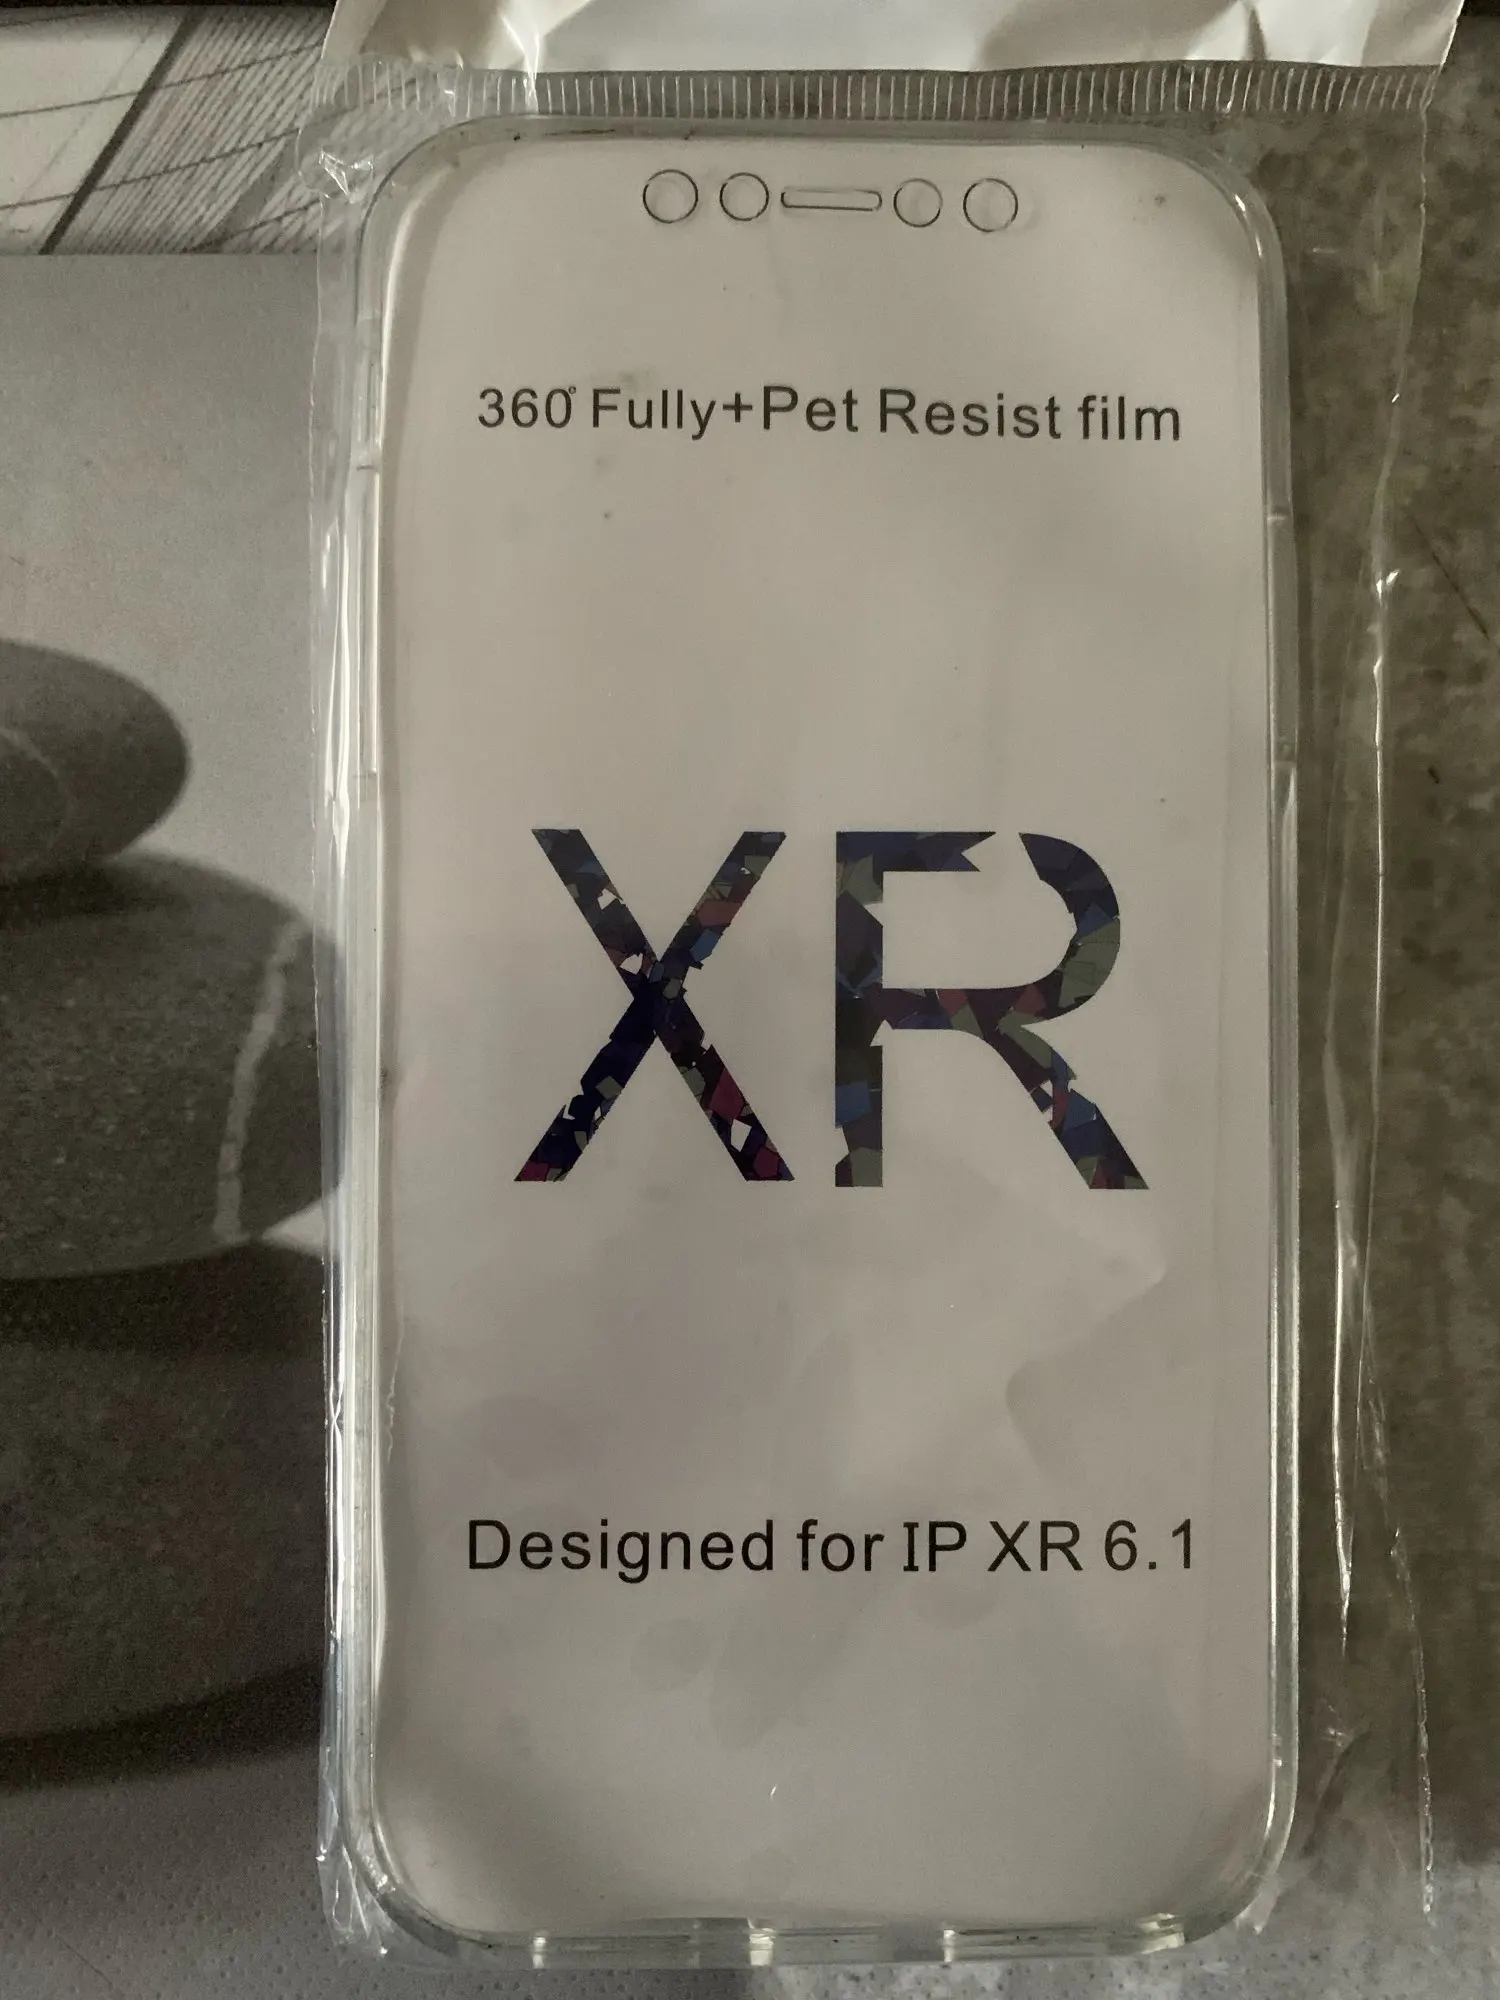 360° Fully+Pet Resist film
XR
Designed for IP XR 6.1